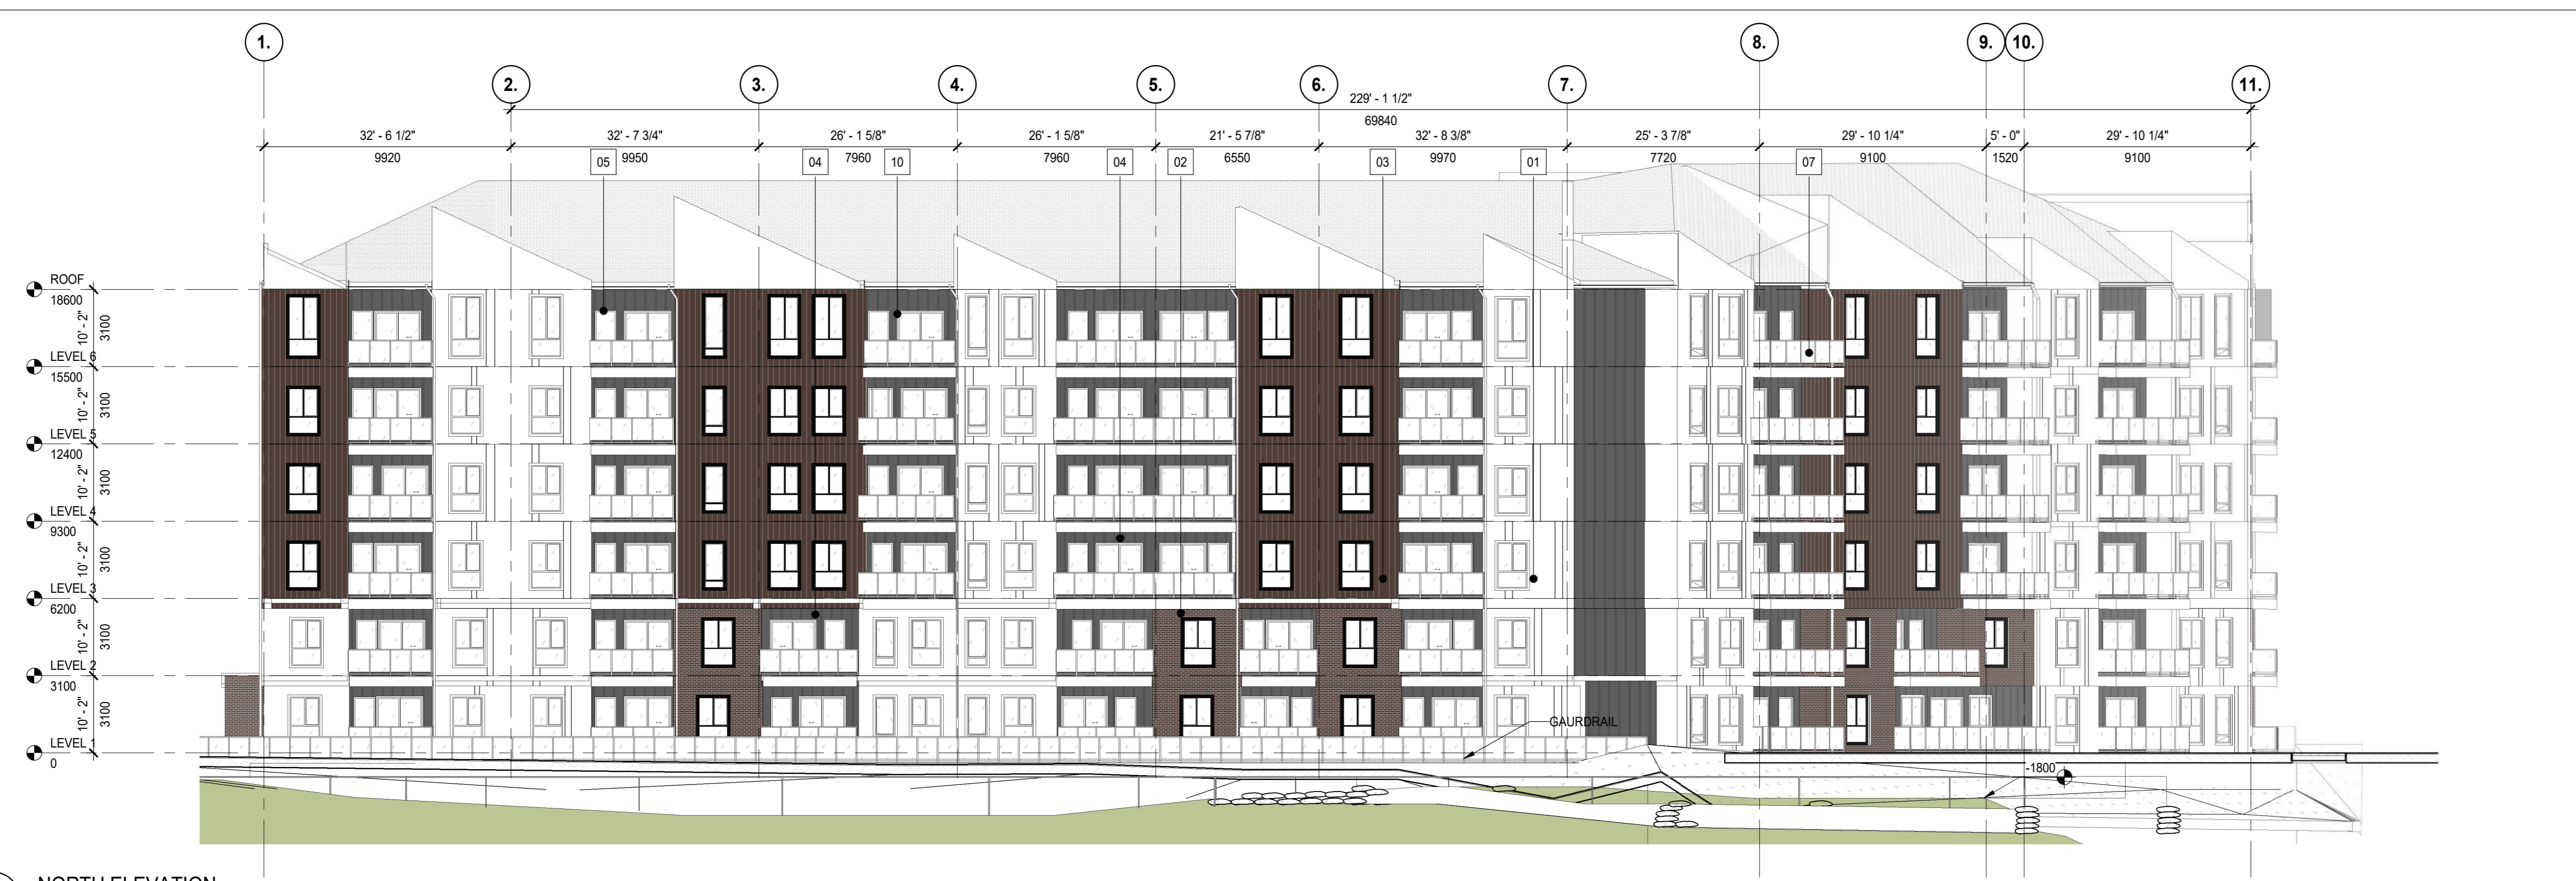 1.
8.
9.
10.
2.
3.
4.
5.
6.
7.
11.
229' - 1 1/2"
69840
32' - 6 1/2"
32' - 7 3/4"
26' - 1 5/8"
26' - 1 5/8"
21' - 5 7/8"
32' - 8 3/8"
25' - 3 7/8"
29' - 10 1/4"
5' - 0"
29' - 10 1/4"
9920
05
9950
04
7960
10
7960
04
02
6550
03
9970
01
7720
07
9100
1520
9100
ROOF
18600
10' - 2"
3100
LEVEL 6
15500
10' - 2"
3100
LEVEL 5
12400
10' - 2"
3100
LEVEL 4
9300
10' - 2"
3100
LEVEL 3
6200
10' - 2"
3100
LEVEL 2
3100
10' - 2"
3100
LEVEL 1
0
GAURDRAIL
-1800
NORTH ELEVATION